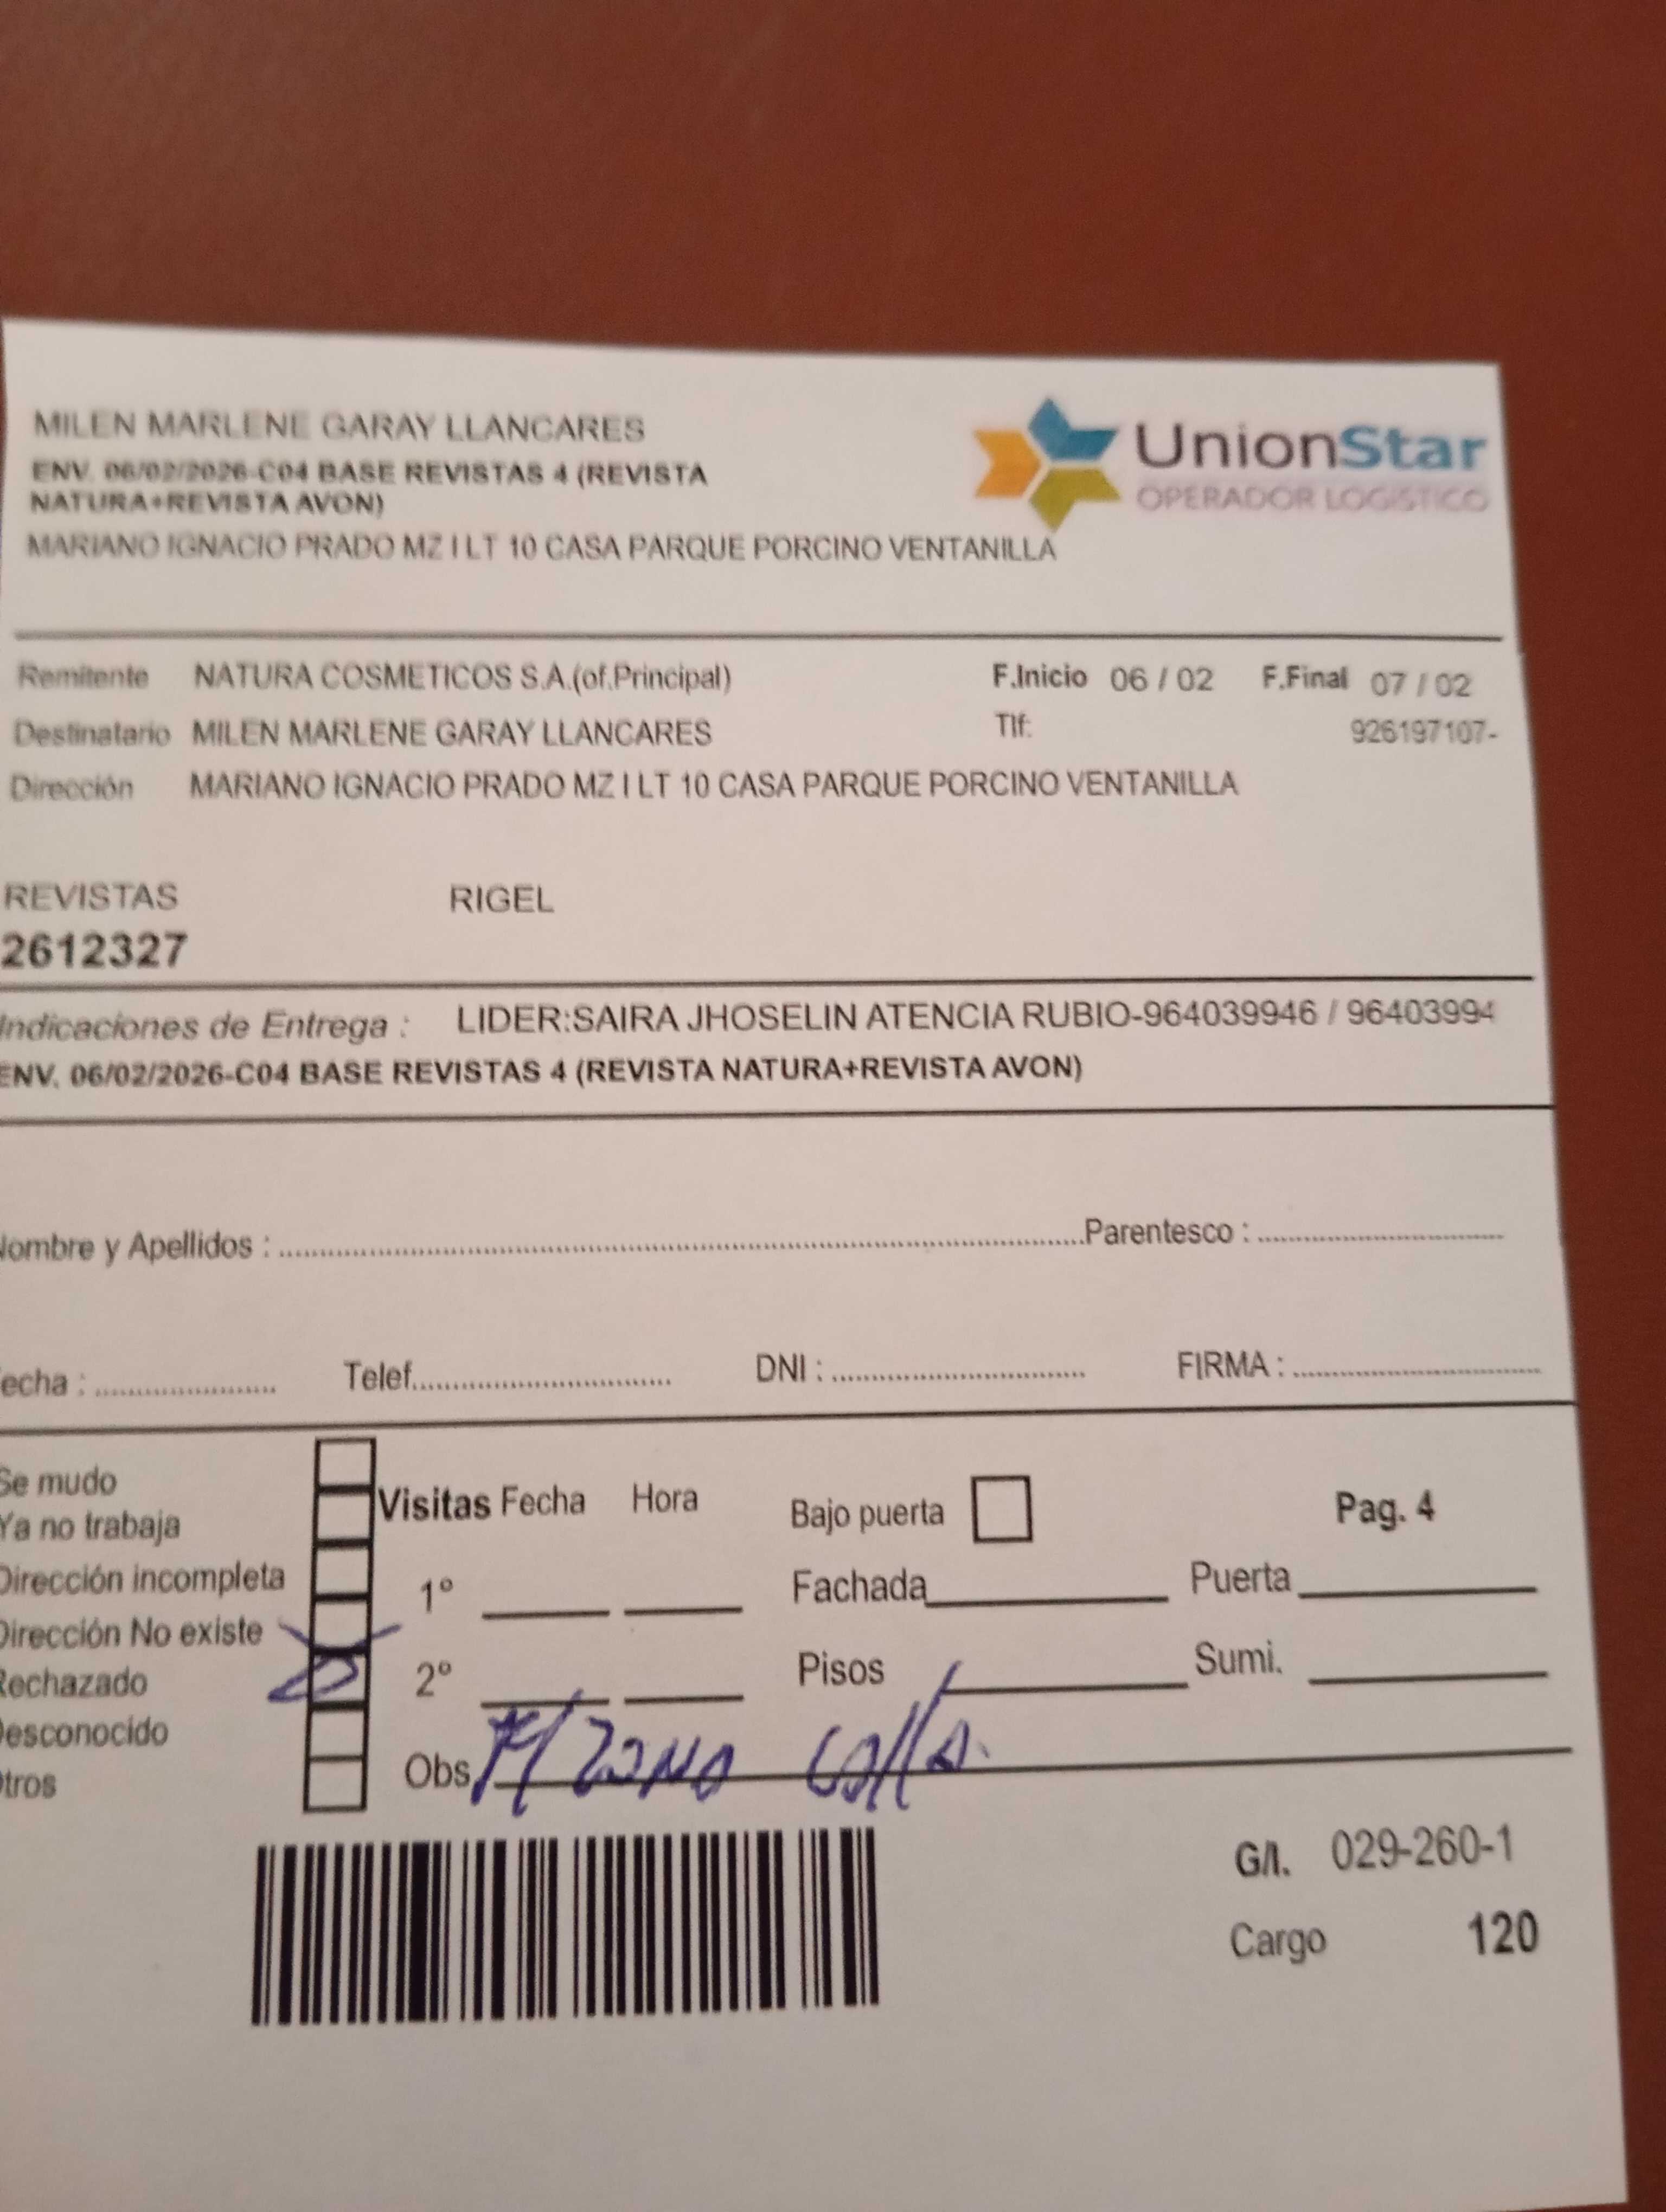 MILEN MARLENE GARAY LLANCARES
ENV. 06/02/2026-C04 BASE REVISTAS 4 (REVISTA
NATURA+REVISTA AVON)
MARIANO IGNACIO PRADO MZ I LT 10 CASA PARQUE PORCINO VENTANILLA
UnionStar
OPERADOR LOGISTICO
Remitente NATURA COSMETICOS S.A.(of.Principal) F.Inicio 06 / 02 F.Final 07 / 02
Destinatario MILEN MARLENE GARAY LLANCARES Tlf: 926197107-
Dirección MARIANO IGNACIO PRADO MZ I LT 10 CASA PARQUE PORCINO VENTANILLA
REVISTAS RIGEL
2612327
Indicaciones de Entrega : LIDER:SAIRA JHOSELIN ATENCIA RUBIO-964039946 / 96403994
ENV. 06/02/2026-C04 BASE REVISTAS 4 (REVISTA NATURA+REVISTA AVON)
Nombre y Apellidos : Parentesco :
echa : Telef. DNI : FIRMA :
Se mudo
Ya no trabaja
Dirección incompleta
Dirección No existe
Rechazado
Desconocido
tros
Visitas Fecha Hora Bajo puerta Pag. 4
1º Fachada Puerta
2º Pisos Sumi.
Obs
G/I. 029-260-1
Cargo 120